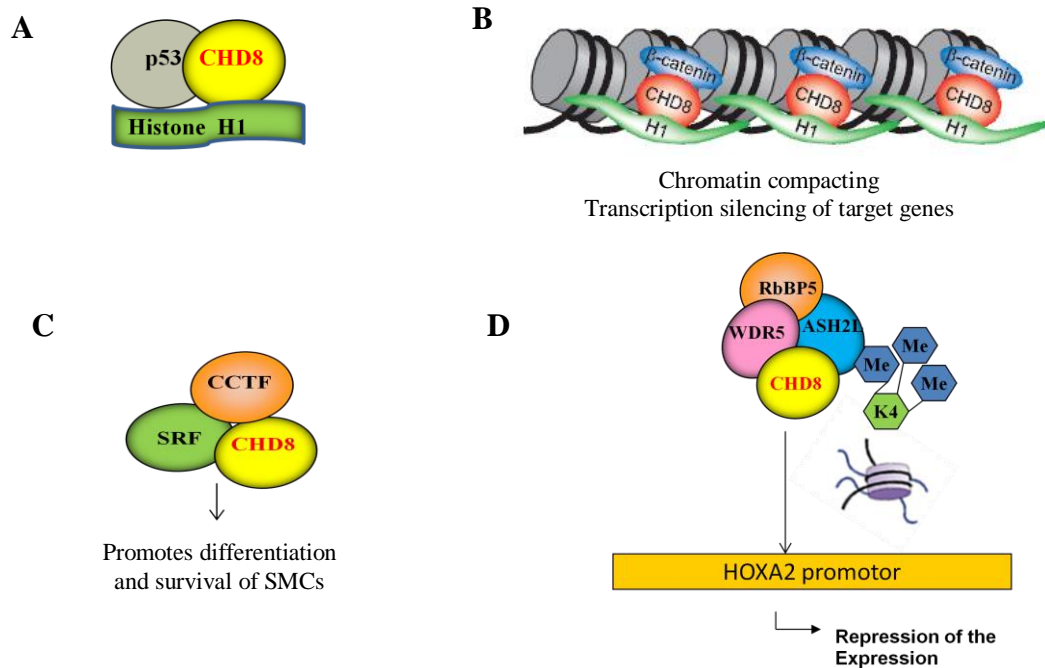 A
p53 CHD8
Histone H1
B
β-catenin β-catenin β-catenin
CHD8 CHD8 CHD8
H1 H1 H1
Chromatin compacting
Transcription silencing of target genes
C
CCTF
SRF CHD8
Promotes differentiation
and survival of SMCs
D
RbBP5
WDR5 ASH2L
CHD8
Me Me Me
K4
HOXA2 promotor
Repression of the
Expression